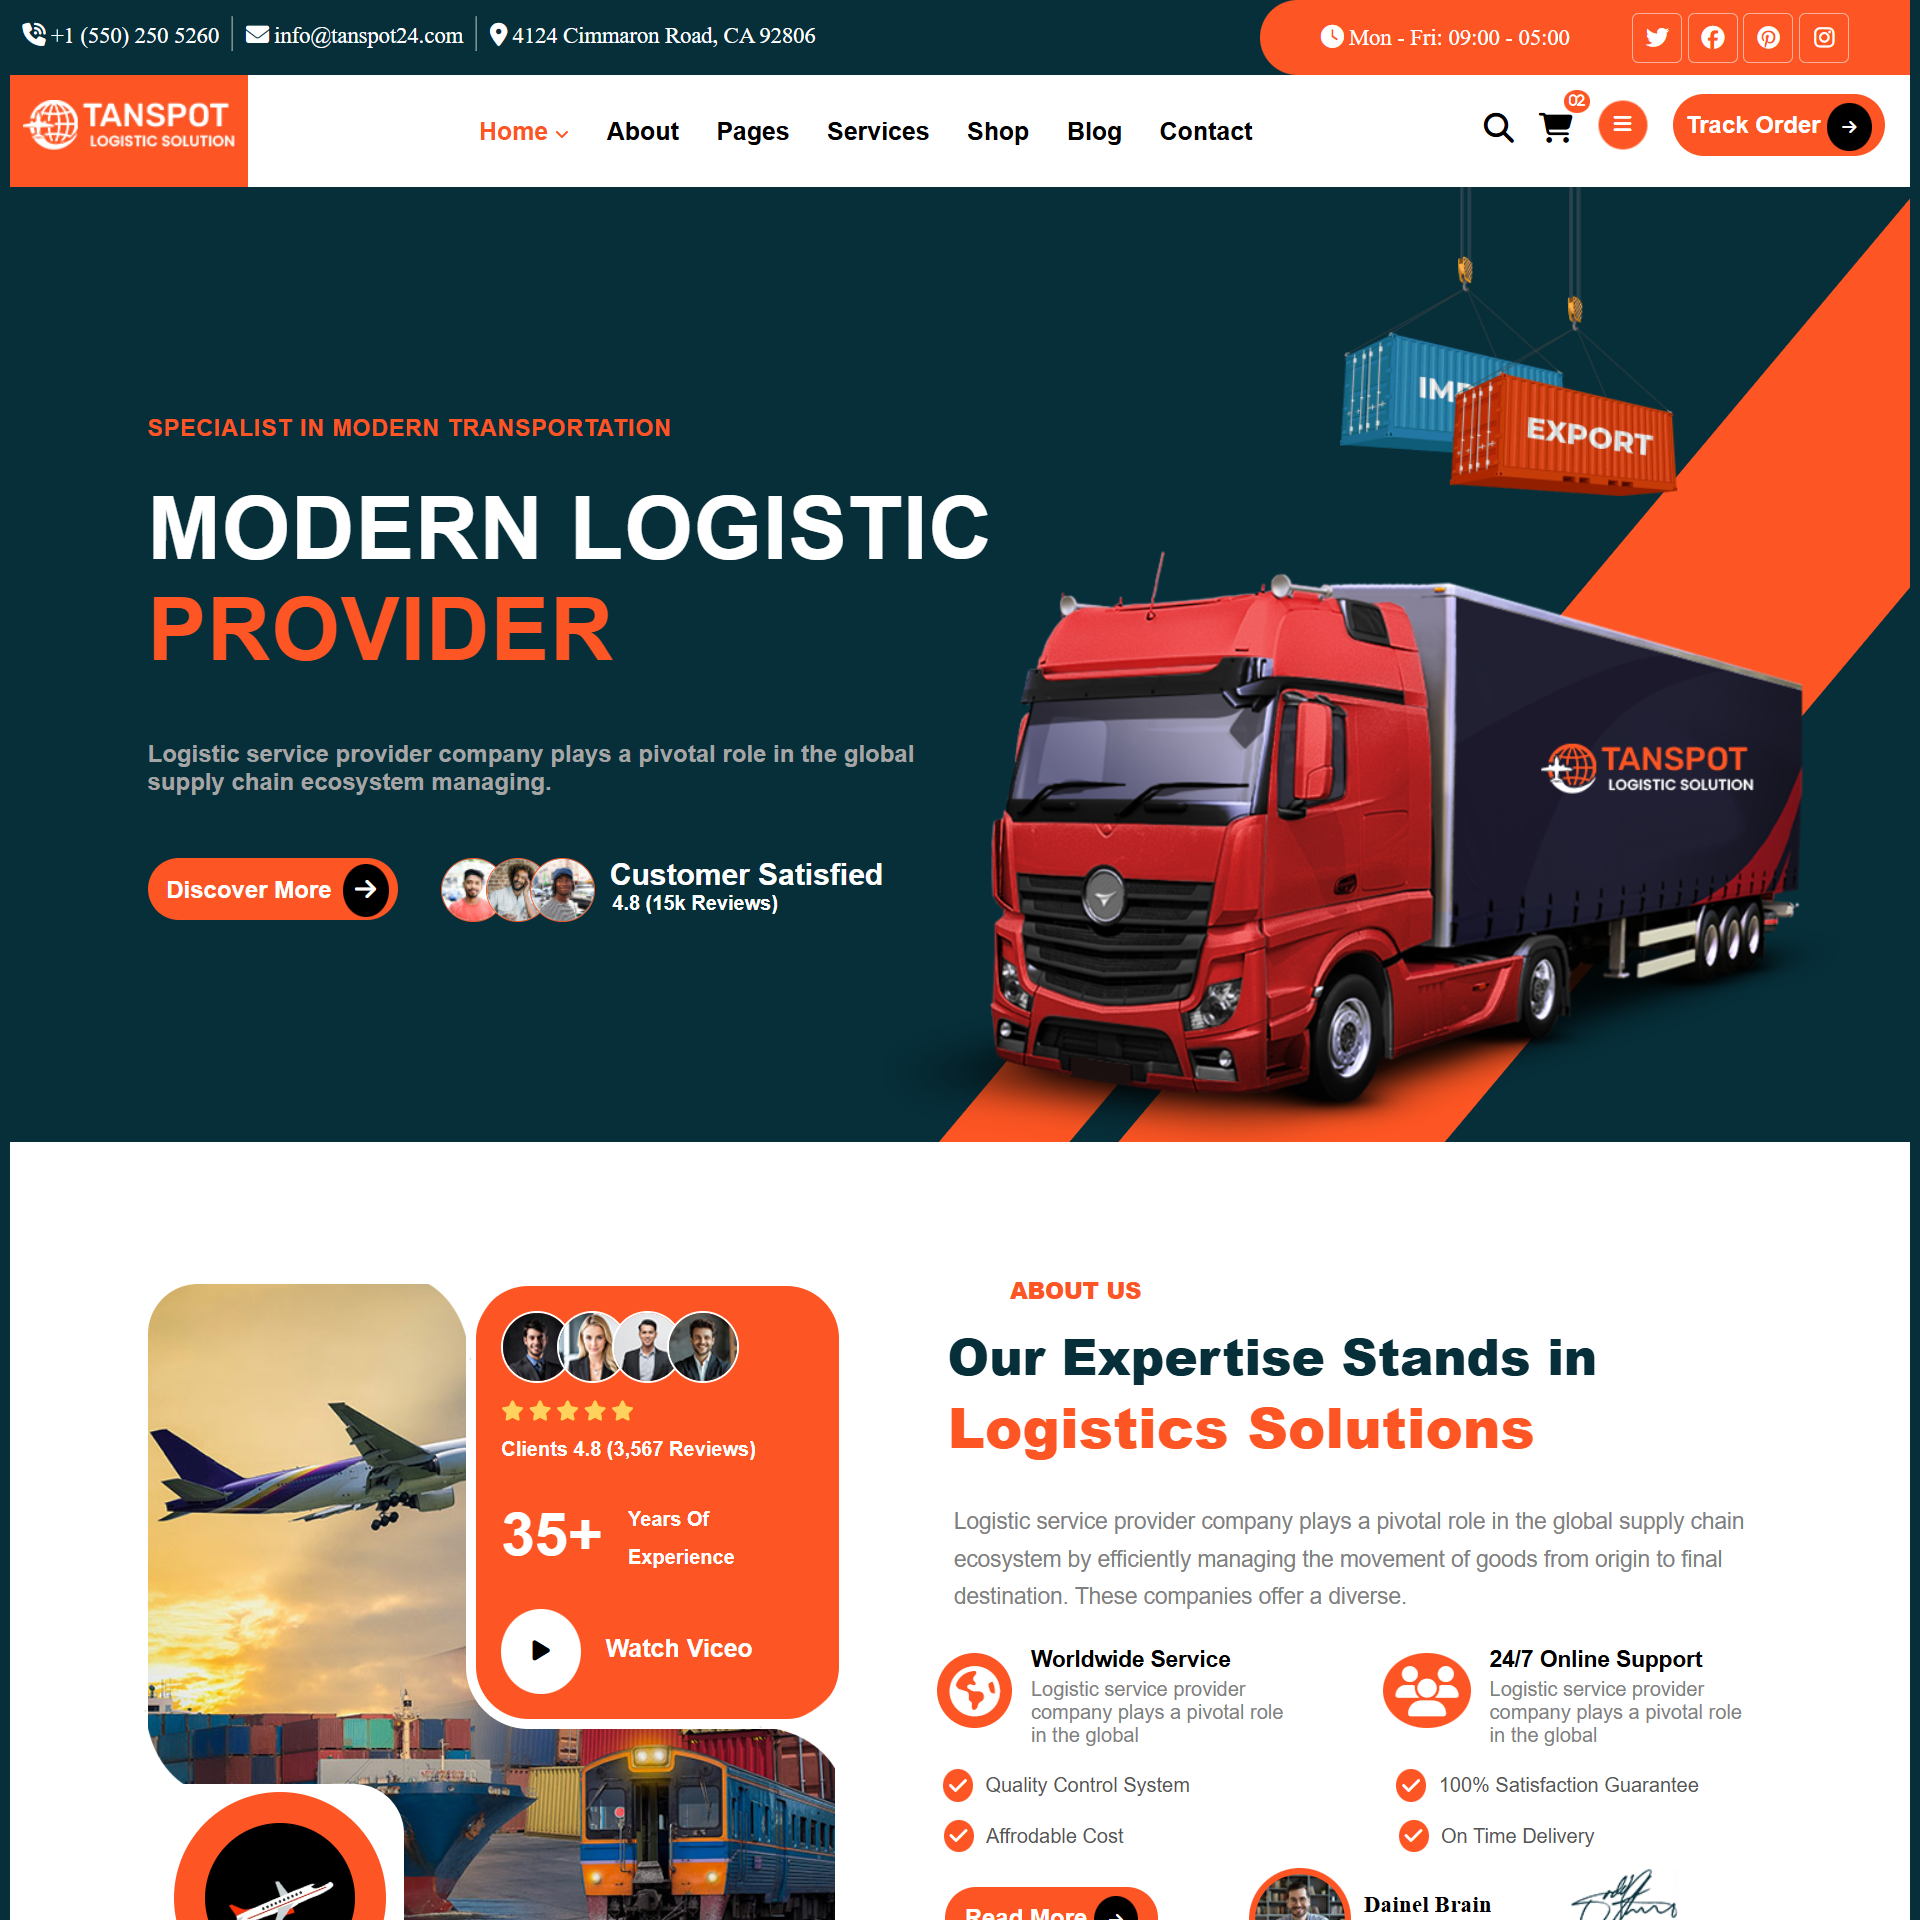 +1 (550) 250 5260
info@tanspot24.com
4124 Cimmaron Road, CA 92806
Mon - Fri: 09:00 - 05:00
TANSPOT
LOGISTIC SOLUTION
Home
About
Pages
Services
Shop
Blog
Contact
02
Track Order
EXPORT
SPECIALIST IN MODERN TRANSPORTATION
MODERN LOGISTIC
PROVIDER
Logistic service provider company plays a pivotal role in the global
supply chain ecosystem managing.
Discover More
Customer Satisfied
4.8 (15k Reviews)
TANSPOT
LOGISTIC SOLUTION
Clients 4.8 (3,567 Reviews)
35+
Years Of
Experience
Watch Viceo
ABOUT US
Our Expertise Stands in
Logistics Solutions
Logistic service provider company plays a pivotal role in the global supply chain
ecosystem by efficiently managing the movement of goods from origin to final
destination. These companies offer a diverse.
Worldwide Service
Logistic service provider
company plays a pivotal role
in the global
24/7 Online Support
Logistic service provider
company plays a pivotal role
in the global
Quality Control System
100% Satisfaction Guarantee
Affrodable Cost
On Time Delivery
Read More
Dainel Brain